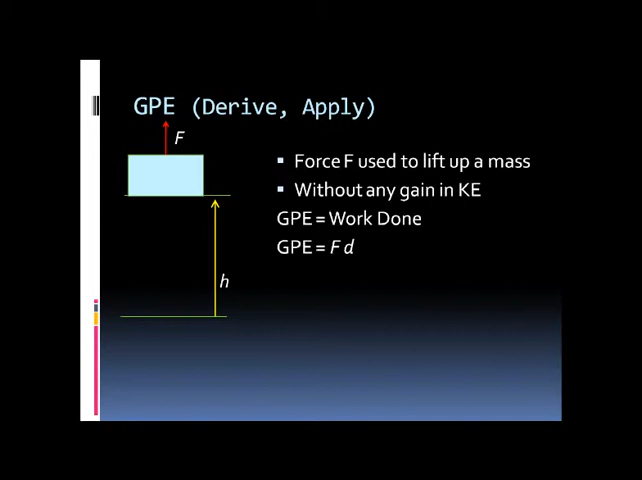 GPE (Derive, Apply)
F
Force F used to lift up a mass
Without any gain in KE
GPE = Work Done
GPE = F d
h